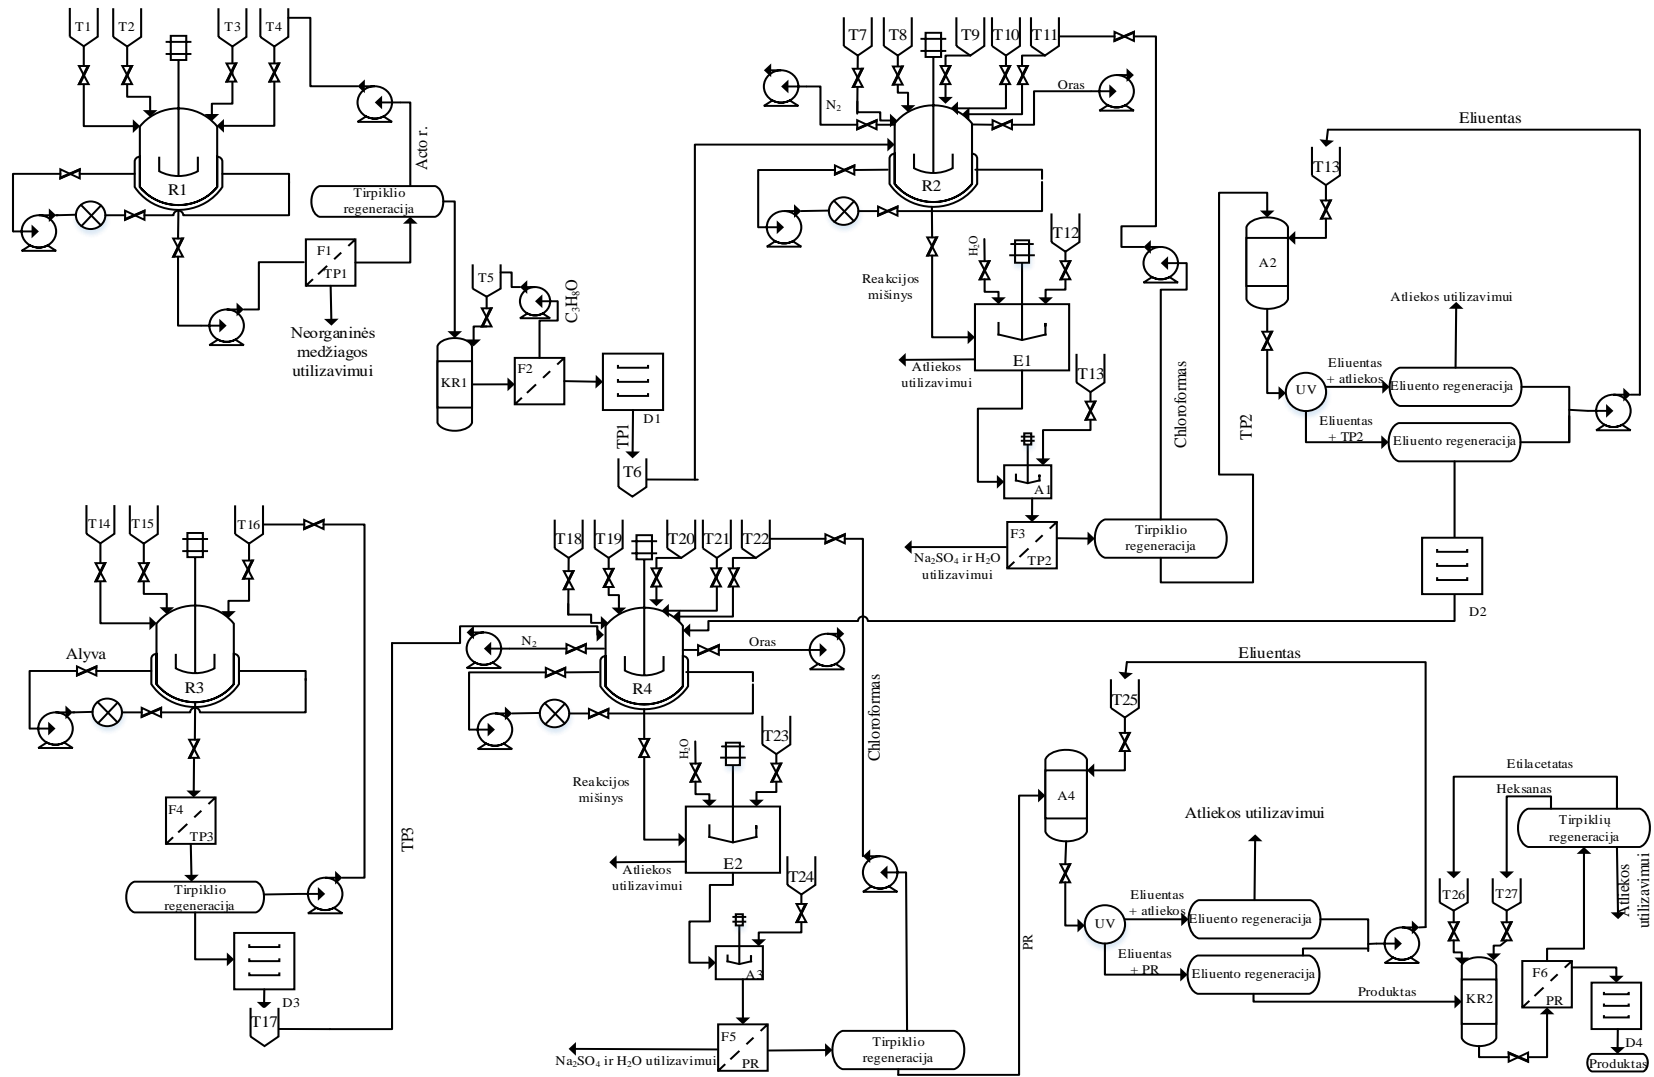 T1
T2
T3
T4
R1
Acto r.
Tirpiklio
regeneracija
F1
TP1
Neorganinės
medžiagos
utilizavimui
T5
C₃H₈O
KR1
F2
D1
TP1
T6
T7
T8
T9
T10
T11
N₂
Oras
R2
Reakcijos
mišinys
H₂O
T12
E1
Atliekos
utilizavimui
T13
A1
F3
TP2
Na₂SO₄ ir H₂O
utilizavimui
Tirpiklio
regeneracija
Chloroformas
TP2
Eliuentas
T13
A2
UV
Eliuentas
+ atliekos
Eliuentas
+ TP2
Atliekos utilizavimui
Eliuento regeneracija
Eliuento regeneracija
D2
T14
T15
T16
R3
Alyva
F4
TP3
Tirpiklio
regeneracija
D3
T17
TP3
T18
T19
T20
T21
T22
N₂
Oras
R4
Reakcijos
mišinys
H₂O
T23
E2
Atliekos
utilizavimui
T24
A3
F5
PR
Na₂SO₄ ir H₂O utilizavimui
Tirpiklio
regeneracija
Chloroformas
PR
Eliuentas
T25
A4
UV
Eliuentas
+ atliekos
Eliuentas
+ PR
Atliekos utilizavimui
Eliuento regeneracija
Eliuento regeneracija
Produktas
Etilacetatas
Heksanas
Tirpiklių
regeneracija
Atliekos
utilizavimui
T26
T27
KR2
F6
PR
D4
Produktas